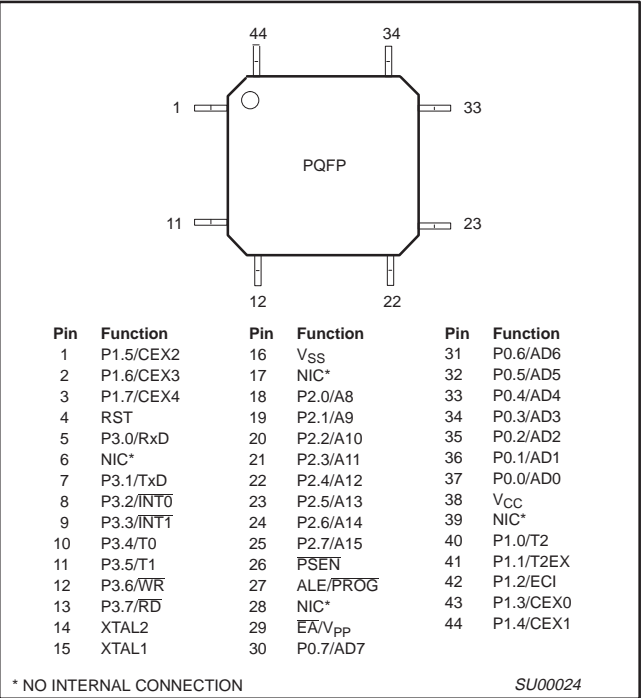 44 34
1 33
PQFP
11 23
12 22
Pin Function Pin Function Pin Function
1 P1.5/CEX2 16 VSS 31 P0.6/AD6
2 P1.6/CEX3 17 NIC* 32 P0.5/AD5
3 P1.7/CEX4 18 P2.0/A8 33 P0.4/AD4
4 RST 19 P2.1/A9 34 P0.3/AD3
5 P3.0/RxD 20 P2.2/A10 35 P0.2/AD2
6 NIC* 21 P2.3/A11 36 P0.1/AD1
7 P3.1/TxD 22 P2.4/A12 37 P0.0/AD0
8 P3.2/I̅N̅T̅0̅ 23 P2.5/A13 38 VCC
9 P3.3/I̅N̅T̅1̅ 24 P2.6/A14 39 NIC*
10 P3.4/T0 25 P2.7/A15 40 P1.0/T2
11 P3.5/T1 26 P̅S̅E̅N̅ 41 P1.1/T2EX
12 P3.6/W̅R̅ 27 ALE/P̅R̅O̅G̅ 42 P1.2/ECI
13 P3.7/R̅D̅ 28 NIC* 43 P1.3/CEX0
14 XTAL2 29 E̅A̅/VPP 44 P1.4/CEX1
15 XTAL1 30 P0.7/AD7
* NO INTERNAL CONNECTION SU00024